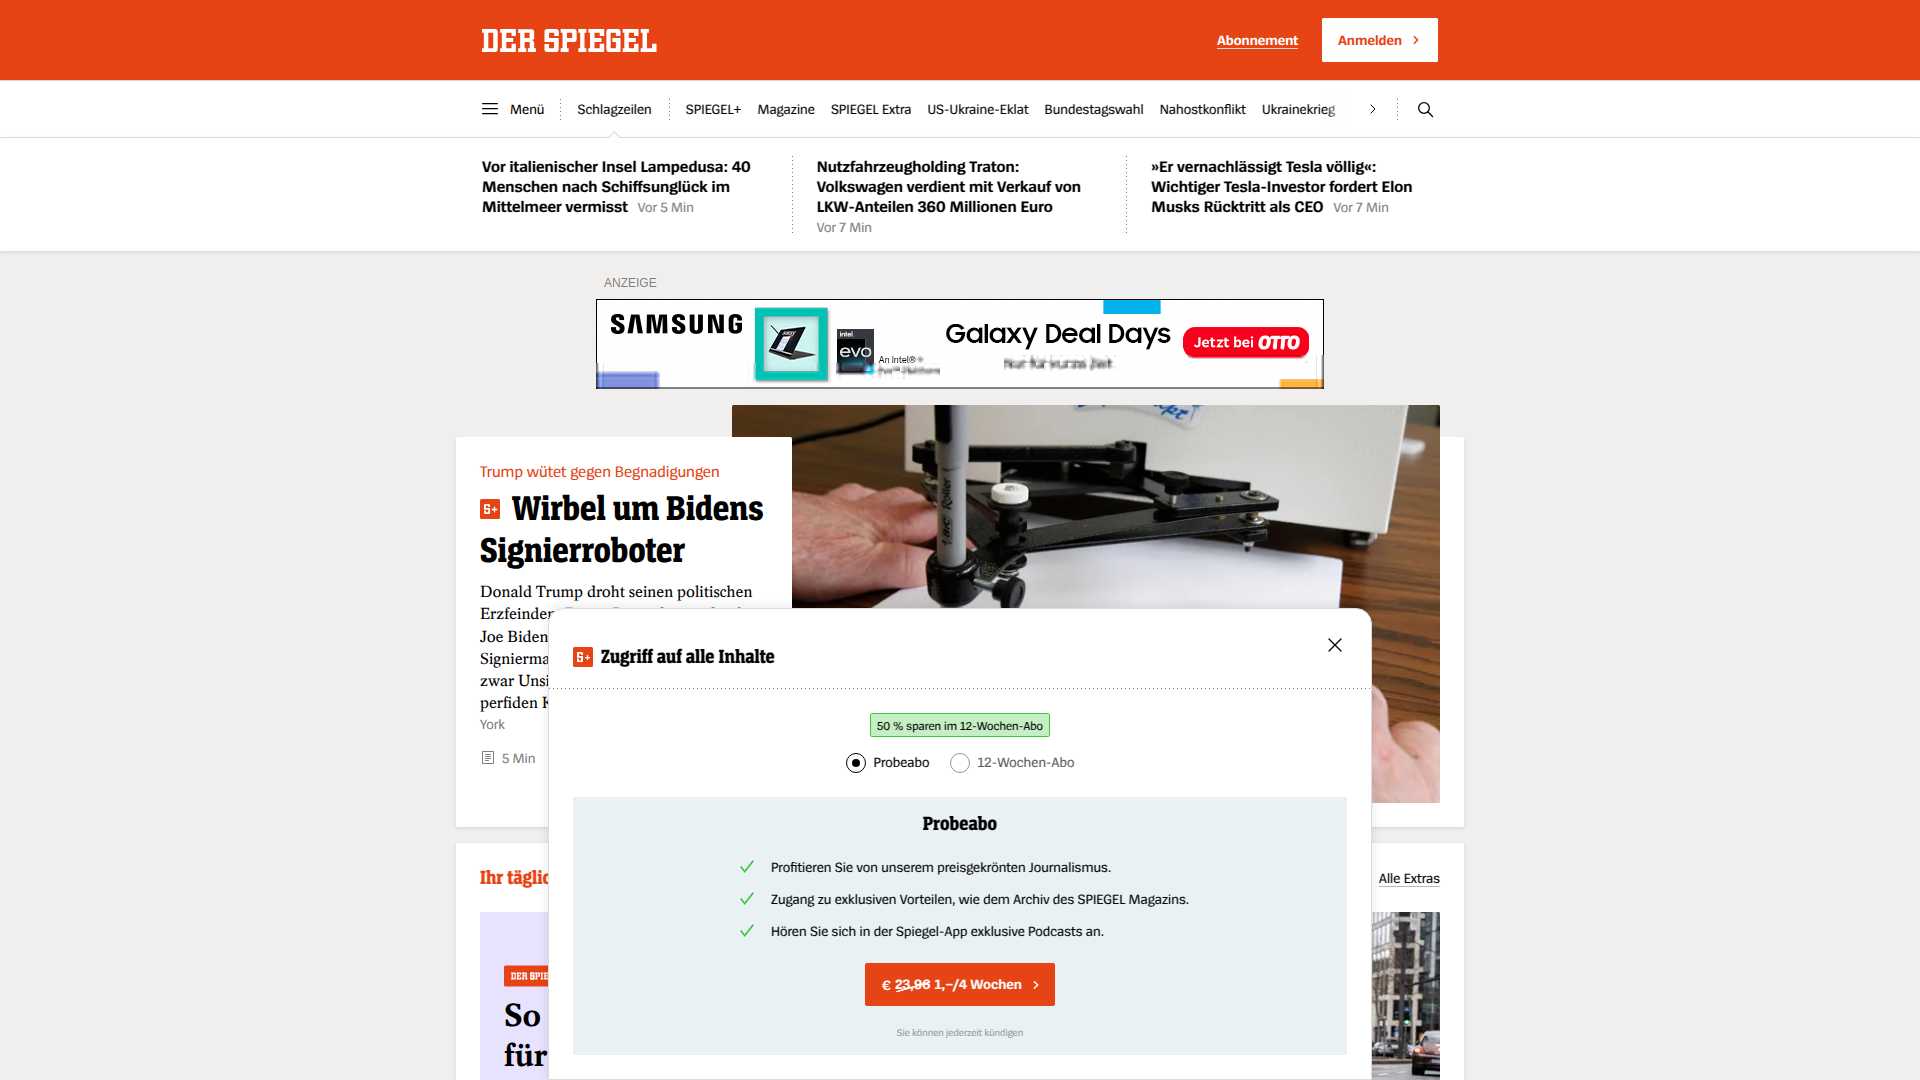 DER SPIEGEL
Abonnement
Anmelden
Menü
Schlagzeilen
SPIEGEL+
Magazine
SPIEGEL Extra
US-Ukraine-Eklat
Bundestagswahl
Nahostkonflikt
Ukrainekrieg
Vor italienischer Insel Lampedusa: 40
Menschen nach Schiffsunglück im
Mittelmeer vermisst Vor 5 Min
Nutzfahrzeugholding Traton:
Volkswagen verdient mit Verkauf von
LKW-Anteilen 360 Millionen Euro
Vor 7 Min
»Er vernachlässigt Tesla völlig«:
Wichtiger Tesla-Investor fordert Elon
Musks Rücktritt als CEO Vor 7 Min
ANZEIGE
SAMSUNG
intel
evo
An Intel®
Galaxy Deal Days
Nur für kurze Zeit
Jetzt bei OTTO
Trump wütet gegen Begnadigungen
Wirbel um Bidens
Signierroboter
Donald Trump droht seinen politischen
Erzfeinden
Joe Biden
Signierma
zwar Unsi
perfiden K
York
5 Min
Zugriff auf alle Inhalte
50 % sparen im 12-Wochen-Abo
Probeabo
12-Wochen-Abo
Probeabo
Profitieren Sie von unserem preisgekrönten Journalismus.
Zugang zu exklusiven Vorteilen, wie dem Archiv des SPIEGEL Magazins.
Hören Sie sich in der Spiegel-App exklusive Podcasts an.
€ 23,96 1,–/4 Wochen
Sie können jederzeit kündigen
Ihr täglic
Alle Extras
DER SPIE
So
für